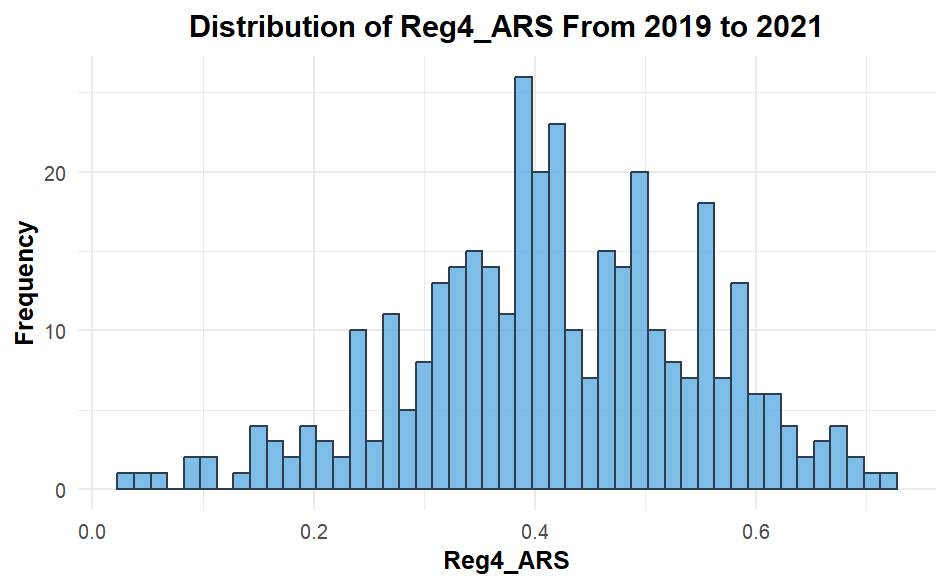 Distribution of Reg4_ARS From 2019 to 2021
Frequency
20
10
0
0.0 0.2 0.4 0.6
Reg4_ARS